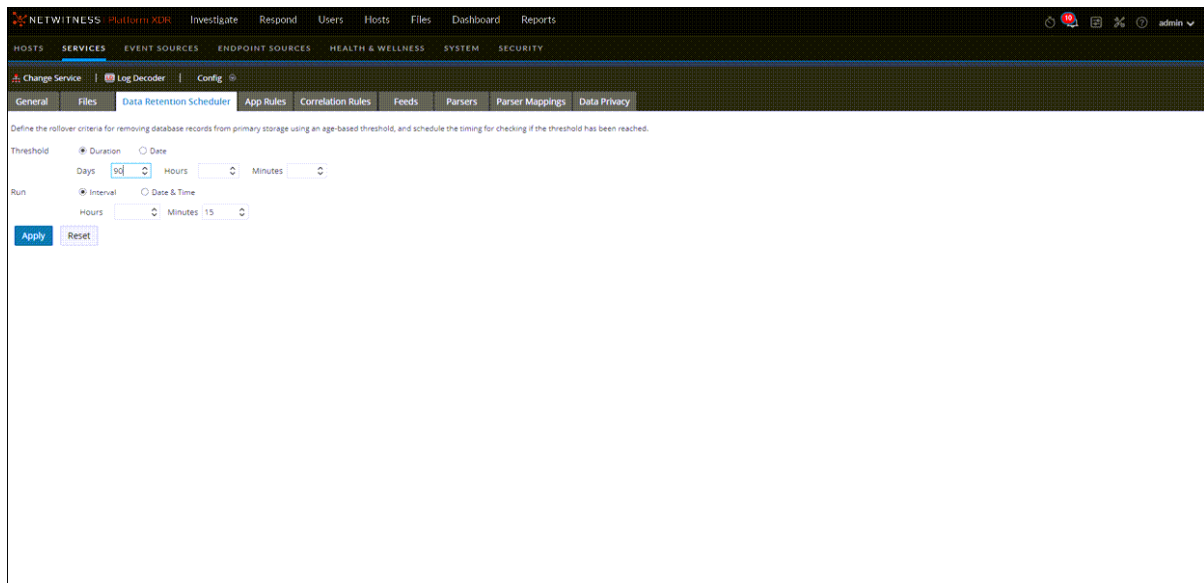 NETWITNESS Platform XDR Investigate Respond Users Hosts Files Dashboard Reports 10 admin
HOSTS SERVICES EVENT SOURCES ENDPOINT SOURCES HEALTH & WELLNESS SYSTEM SECURITY
Change Service | Log Decoder | Config
General Files Data Retention Scheduler App Rules Correlation Rules Feeds Parsers Parser Mappings Data Privacy
Define the rollover criteria for removing database records from primary storage using an age-based threshold, and schedule the timing for checking if the threshold has been reached.
Threshold Duration Date
Days 90 Hours Minutes
Run Interval Date & Time
Hours Minutes 15
Apply Reset